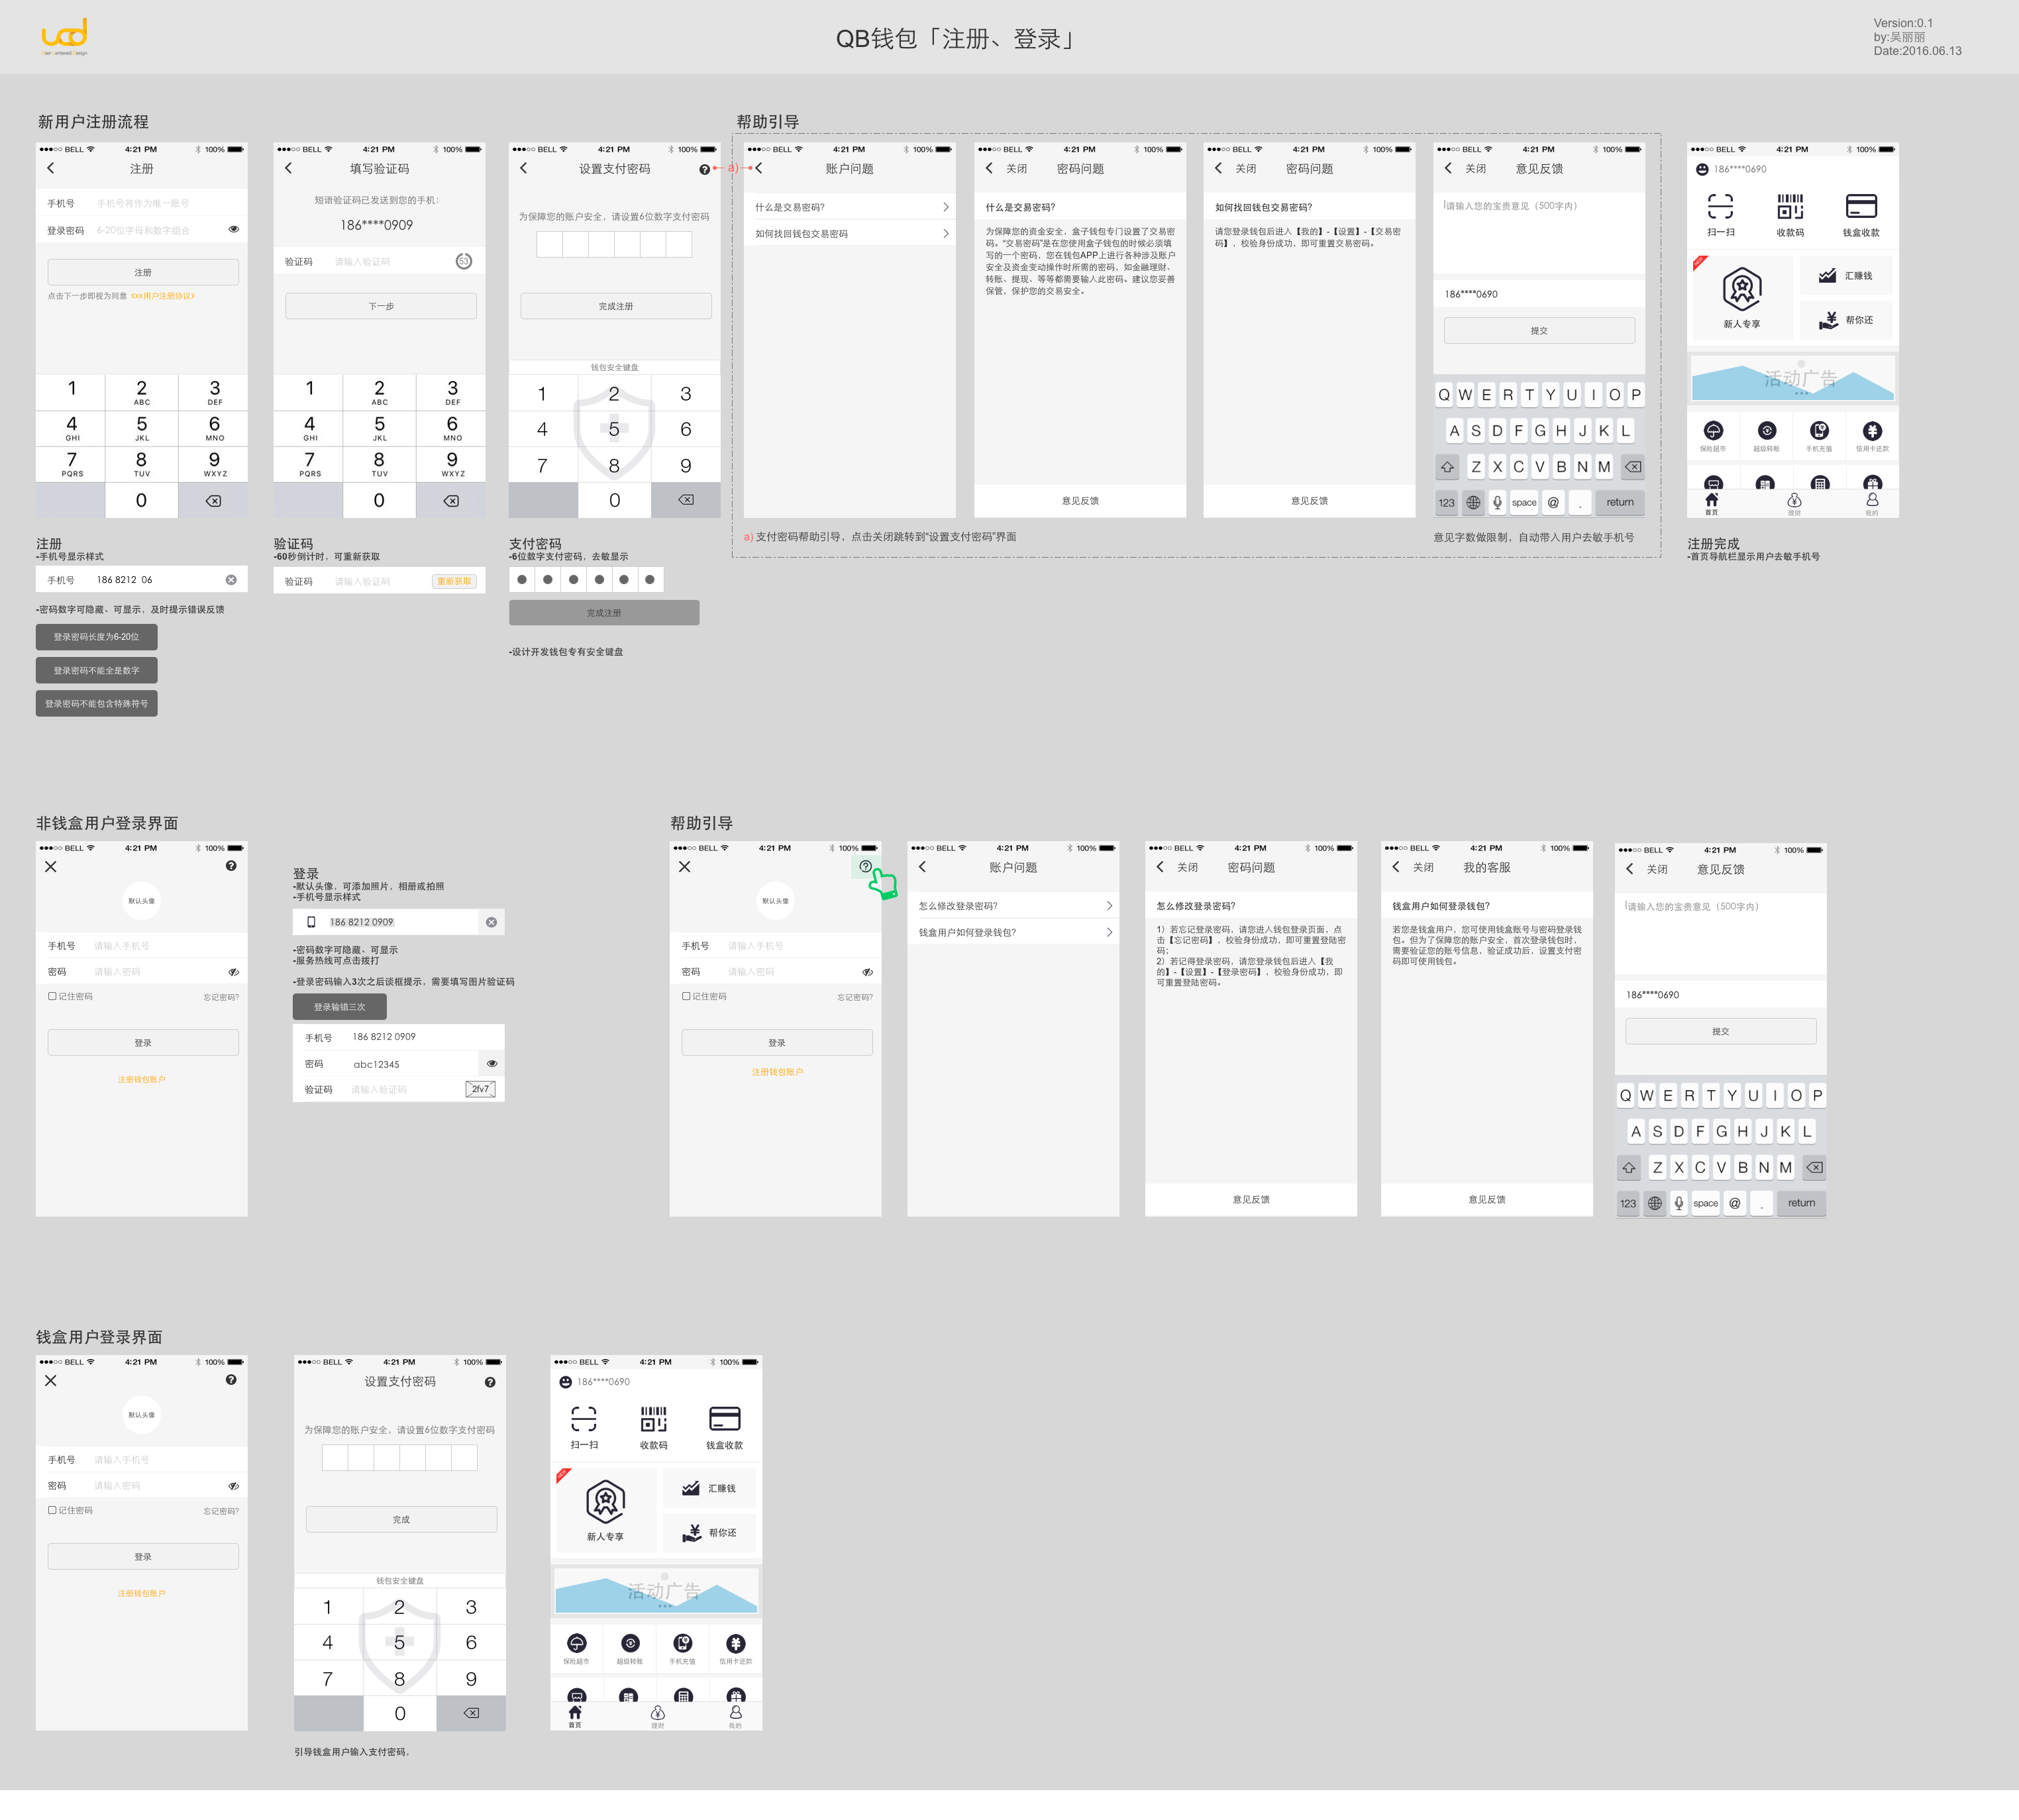 ucd
QB钱包「注册、登录」
Version:0.1
by:吴丽丽
Date:2016.06.13
新用户注册流程
BELL 4:21 PM 100%
注册
手机号 手机号将作为唯一账号
登录密码 6-20位字母和数字组合
注册
点击下一步即视为同意《xx用户注册协议》
1 2 ABC 3 DEF
4 GHI 5 JKL 6 MNO
7 PQRS 8 TUV 9 WXYZ
0
注册
-手机号显示样式
手机号 186 8212 06
-密码数字可隐藏、可显示，及时提示错误反馈
登录密码长度为6-20位
登录密码不能全是数字
登录密码不能包含特殊符号
BELL 4:21 PM 100%
填写验证码
短语验证码已发送到您的手机：
186****0909
验证码 请输入验证码 53
下一步
1 2 ABC 3 DEF
4 GHI 5 JKL 6 MNO
7 PQRS 8 TUV 9 WXYZ
0
验证码
-60秒倒计时，可重新获取
验证码 请输入验证码 重新获取
BELL 4:21 PM 100%
设置支付密码
为保障您的账户安全，请设置6位数字支付密码
完成注册
钱包安全键盘
1 2 3
4 5 6
7 8 9
0
支付密码
-6位数字支付密码，去敏显示
完成注册
-设计开发钱包专有安全键盘
帮助引导
a)
BELL 4:21 PM 100%
账户问题
什么是交易密码?
如何找回钱包交易密码
a) 支付密码帮助引导，点击关闭跳转到“设置支付密码”界面
BELL 4:21 PM 100%
关闭 密码问题
什么是交易密码?
为保障您的资金安全，盒子钱包专门设置了交易密
码。“交易密码”是在您使用盒子钱包的时候必须填
写的一个密码，您在钱包APP上进行各种涉及账户
安全及资金变动操作时所需的密码，如金融理财、
转账、提现、等等都需要输入此密码。建议您妥善
保管，保护您的交易安全。
意见反馈
BELL 4:21 PM 100%
关闭 密码问题
如何找回钱包交易密码?
请您登录钱包后进入【我的】-【设置】-【交易密
码】，校验身份成功，即可重置交易密码。
意见反馈
BELL 4:21 PM 100%
关闭 意见反馈
请输入您的宝贵意见（500字内）
186****0690
提交
Q W E R T Y U I O P
A S D F G H J K L
Z X C V B N M
123 space @ . return
意见字数做限制，自动带入用户去敏手机号
BELL 4:21 PM 100%
186****0690
扫一扫 收款码 钱盒收款
新人专享
汇赚钱
帮你还
活动广告
保险超市 超级转账 手机充值 信用卡还款
首页 理财 我的
注册完成
-首页导航栏显示用户去敏手机号
非钱盒用户登录界面
BELL 4:21 PM 100%
默认头像
手机号 请输入手机号
密码 请输入密码
记住密码 忘记密码?
登录
注册钱包账户
登录
-默认头像，可添加照片，相册或拍照
-手机号显示样式
186 8212 0909
-密码数字可隐藏、可显示
-服务热线可点击拨打
-登录密码输入3次之后谈框提示，需要填写图片验证码
登录输错三次
手机号 186 8212 0909
密码 abc12345
验证码 请输入验证码 2fv7
帮助引导
BELL 4:21 PM 100%
默认头像
手机号 请输入手机号
密码 请输入密码
记住密码 忘记密码?
登录
注册钱包账户
BELL 4:21 PM 100%
账户问题
怎么修改登录密码?
钱盒用户如何登录钱包?
BELL 4:21 PM 100%
关闭 密码问题
怎么修改登录密码?
1）若忘记登录密码，请您进入钱包登录页面，点
击【忘记密码】，校验身份成功，即可重置登陆密
码；
2）若记得登录密码，请您登录钱包后进入【我
的】-【设置】-【登录密码】，校验身份成功，即
可重置登陆密码。
意见反馈
BELL 4:21 PM 100%
关闭 我的客服
钱盒用户如何登录钱包?
若您是钱盒用户，您可使用钱盒账号与密码登录钱
包。但为了保障您的账户安全，首次登录钱包时，
需要验证您的账号信息，验证成功后，设置支付密
码即可使用钱包。
意见反馈
BELL 4:21 PM 100%
关闭 意见反馈
请输入您的宝贵意见（500字内）
186****0690
提交
Q W E R T Y U I O P
A S D F G H J K L
Z X C V B N M
123 space @ . return
钱盒用户登录界面
BELL 4:21 PM 100%
默认头像
手机号 请输入手机号
密码 请输入密码
记住密码 忘记密码?
登录
注册钱包账户
BELL 4:21 PM 100%
设置支付密码
为保障您的账户安全，请设置6位数字支付密码
完成
钱包安全键盘
1 2 3
4 5 6
7 8 9
0
引导钱盒用户输入支付密码，
BELL 4:21 PM 100%
186****0690
扫一扫 收款码 钱盒收款
新人专享
汇赚钱
帮你还
活动广告
保险超市 超级转账 手机充值 信用卡还款
首页 理财 我的